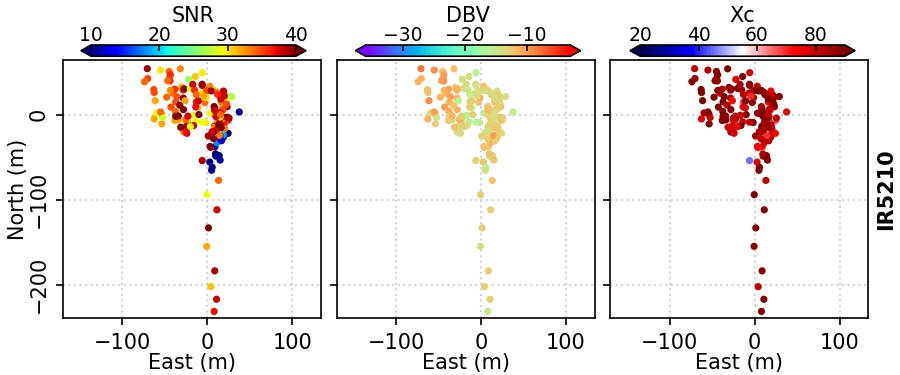 SNR DBV Xc
10 20 30 40 −30 −20 −10 20 40 60 80
North (m)
0
−100
−200
−100 0 100 −100 0 100 −100 0 100
East (m) East (m) East (m)
IR5210